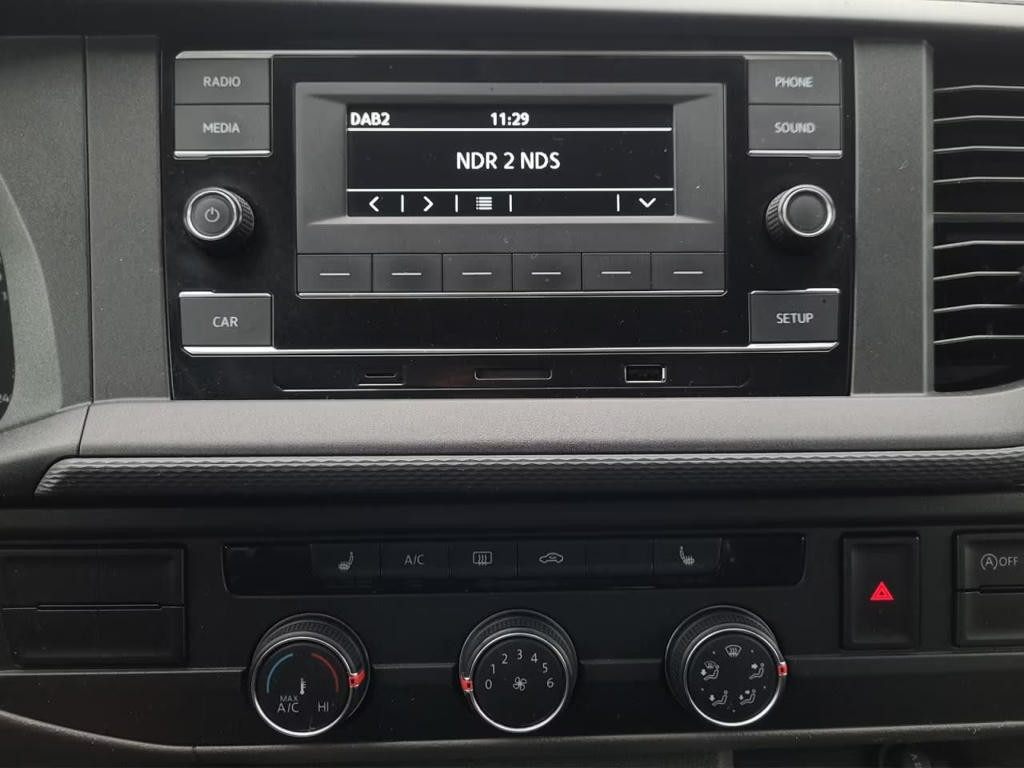 RADIO
PHONE
MEDIA
SOUND
DAB2 11:29
NDR 2 NDS
CAR
SETUP
A/C
(A) OFF
MAX
A/C HI
0 1 2 3 4 5 6
24